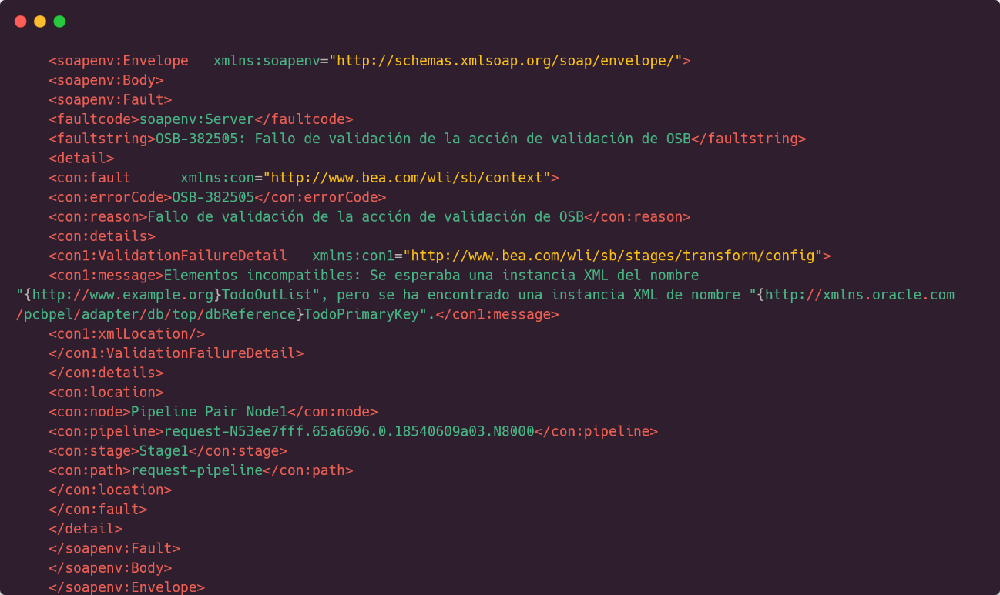 <soapenv:Envelope   xmlns:soapenv="http://schemas.xmlsoap.org/soap/envelope/">
<soapenv:Body>
<soapenv:Fault>
<faultcode>soapenv:Server</faultcode>
<faultstring>OSB-382505: Fallo de validación de la acción de validación de OSB</faultstring>
<detail>
<con:fault      xmlns:con="http://www.bea.com/wli/sb/context">
<con:errorCode>OSB-382505</con:errorCode>
<con:reason>Fallo de validación de la acción de validación de OSB</con:reason>
<con:details>
<con1:ValidationFailureDetail   xmlns:con1="http://www.bea.com/wli/sb/stages/transform/config">
<con1:message>Elementos incompatibles: Se esperaba una instancia XML del nombre
"{http://www.example.org}TodoOutList", pero se ha encontrado una instancia XML de nombre "{http://xmlns.oracle.com
/pcbpel/adapter/db/top/dbReference}TodoPrimaryKey".</con1:message>
<con1:xmlLocation/>
</con1:ValidationFailureDetail>
</con:details>
<con:location>
<con:node>Pipeline Pair Node1</con:node>
<con:pipeline>request-N53ee7fff.65a6696.0.18540609a03.N8000</con:pipeline>
<con:stage>Stage1</con:stage>
<con:path>request-pipeline</con:path>
</con:location>
</con:fault>
</detail>
</soapenv:Fault>
</soapenv:Body>
</soapenv:Envelope>